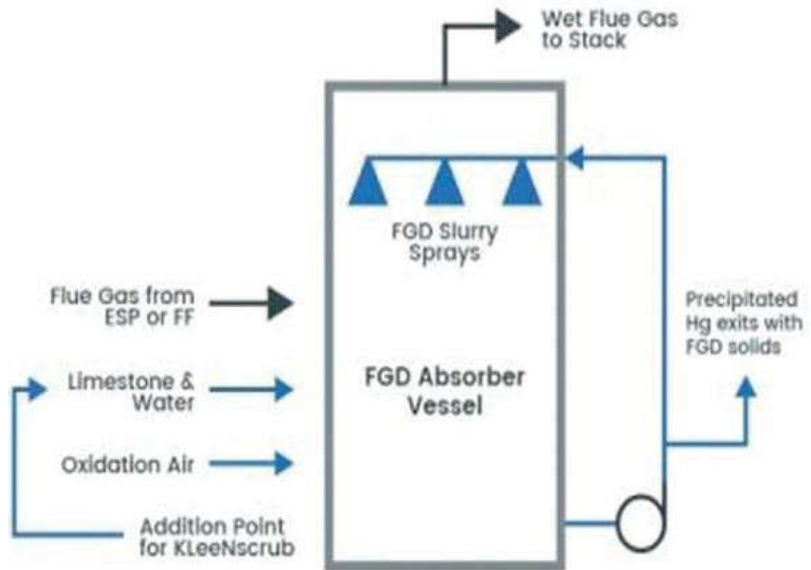 Wet Flue Gas
to Stack
FGD Slurry
Sprays
Flue Gas from
ESP or FF
Precipitated
Hg exits with
FGD solids
Limestone &
Water
FGD Absorber
Vessel
Oxidation Air
Addition Point
for KLeeNscrub